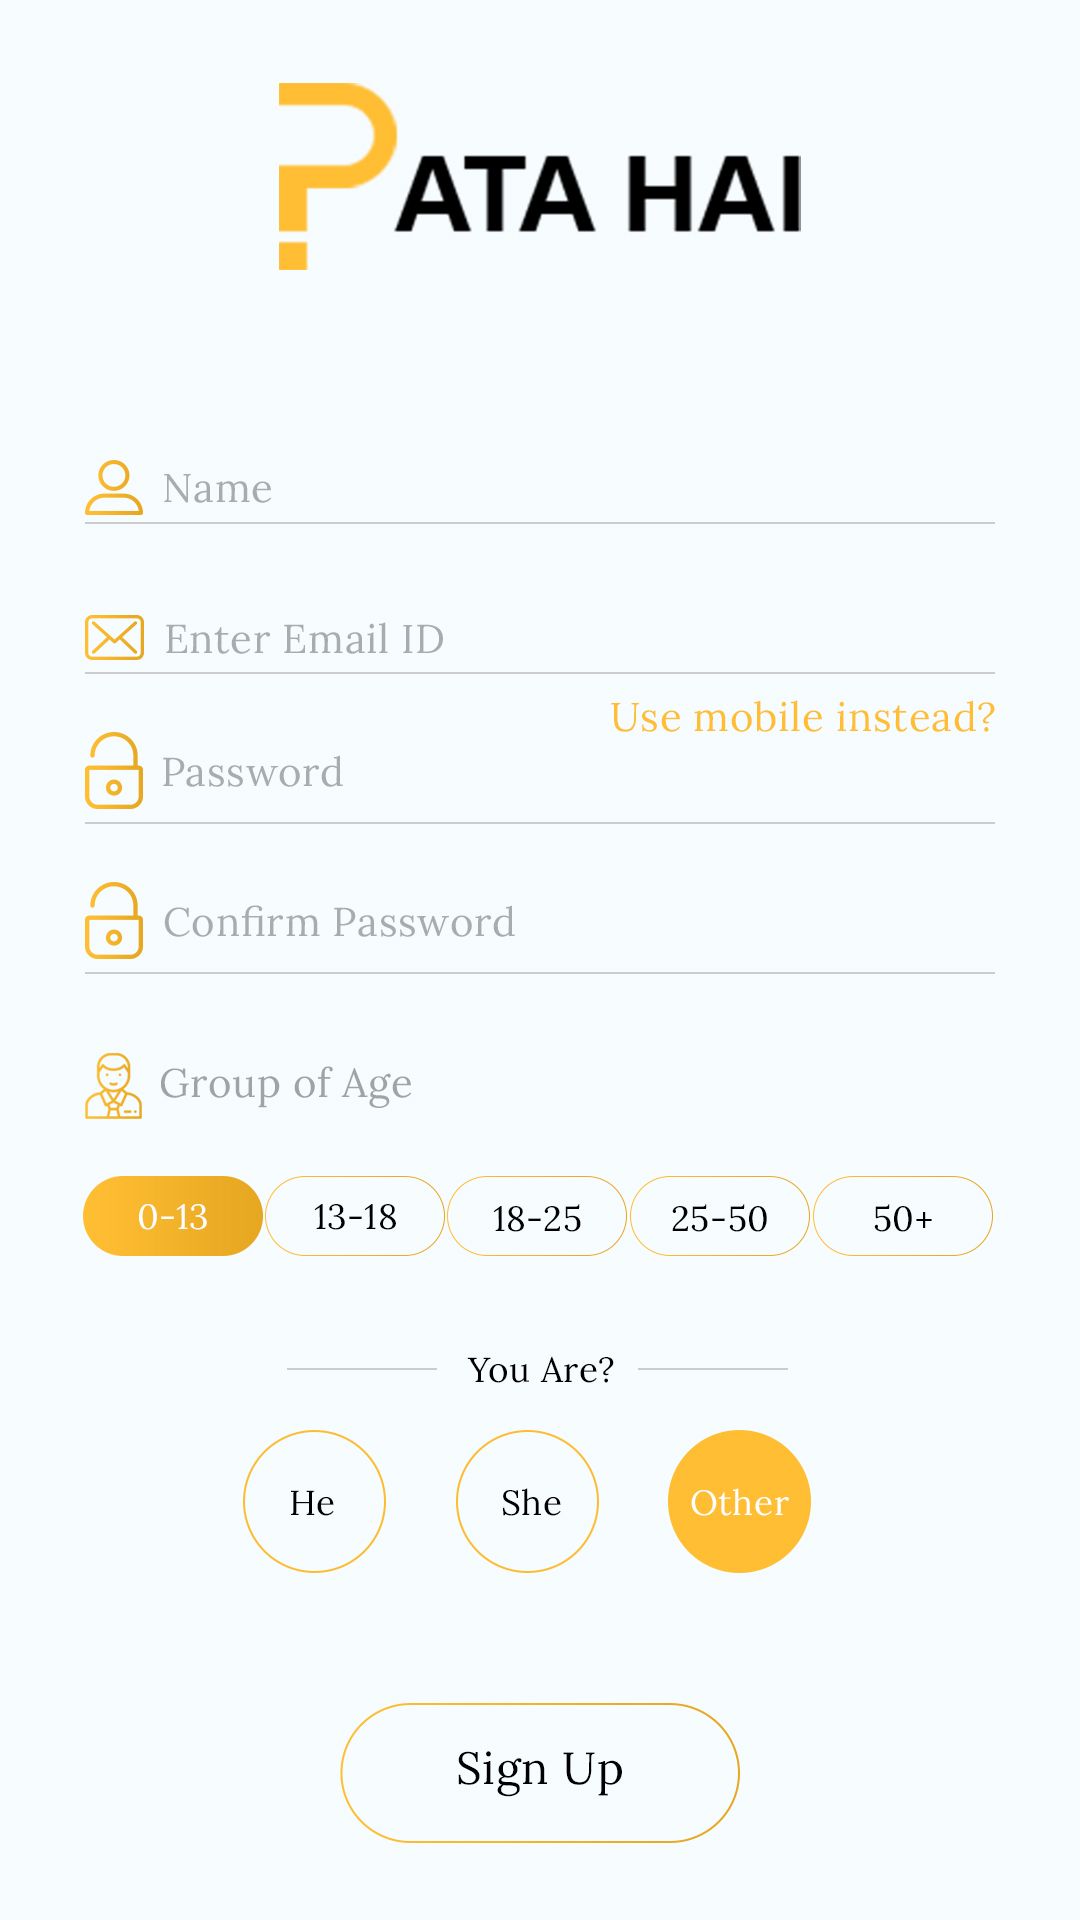 PATA HAI
Name
Enter Email ID
Use mobile instead?
Password
Confirm Password
Group of Age
0-13 13-18 18-25 25-50 50+
You Are?
He She Other
Sign Up